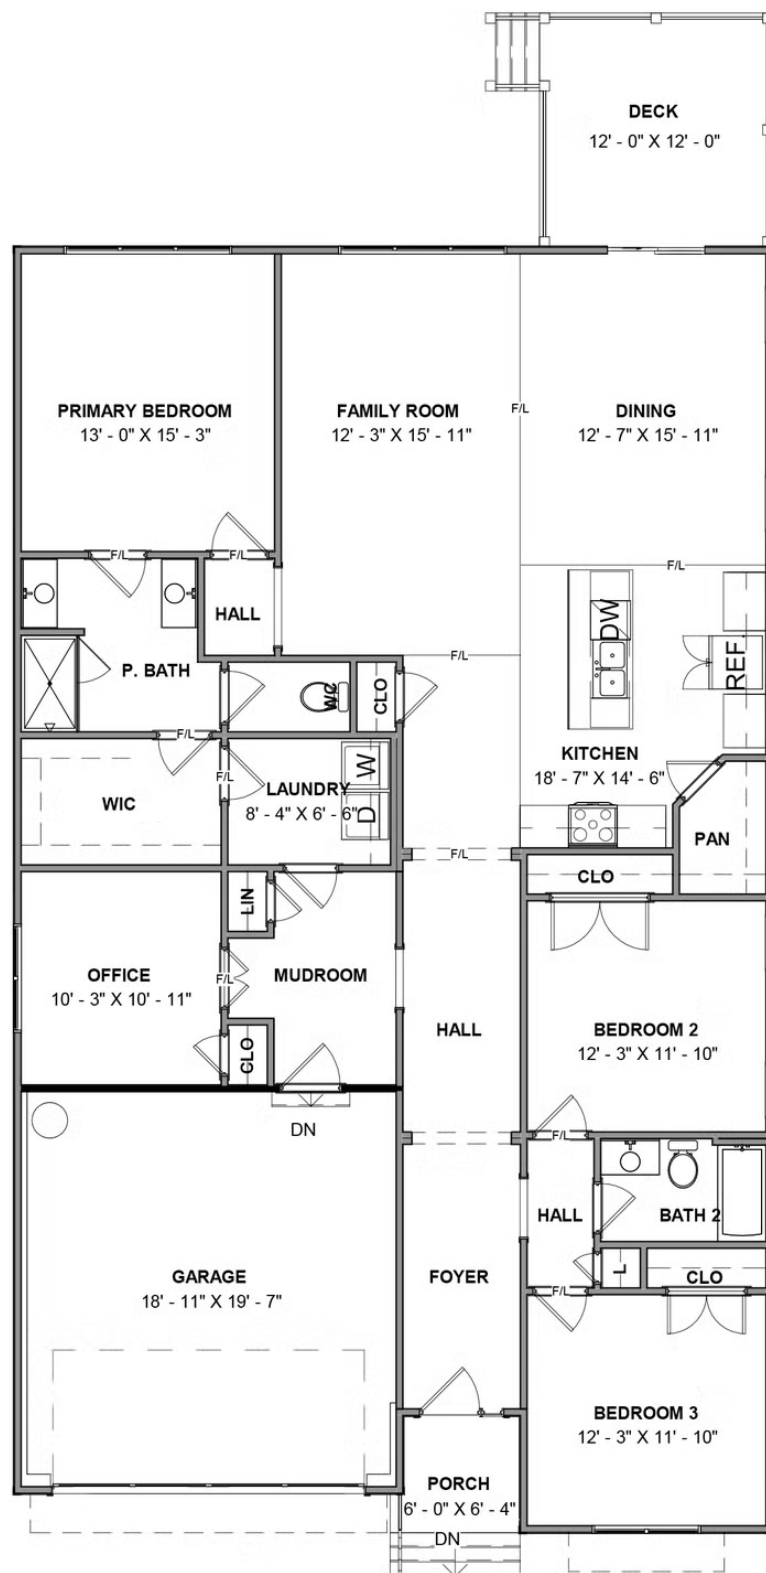 DECK
12' - 0" X 12' - 0"
PRIMARY BEDROOM
13' - 0" X 15' - 3"
FAMILY ROOM
12' - 3" X 15' - 11"
F/L
DINING
12' - 7" X 15' - 11"
F/L
F/L
F/L
HALL
DW
P. BATH
WC
CLO
F/L
REF.
F/L
KITCHEN
18' - 7" X 14' - 6"
WIC
F/L
LAUNDRY
8' - 4" X 6' - 6"
W
D
PAN
F/L
CLO
LIN
OFFICE
10' - 3" X 10' - 11"
F/L
MUDROOM
HALL
BEDROOM 2
12' - 3" X 11' - 10"
CLO
DN
F/L
HALL
BATH 2
GARAGE
18' - 11" X 19' - 7"
FOYER
L
CLO
F/L
BEDROOM 3
12' - 3" X 11' - 10"
PORCH
6' - 0" X 6' - 4"
DN